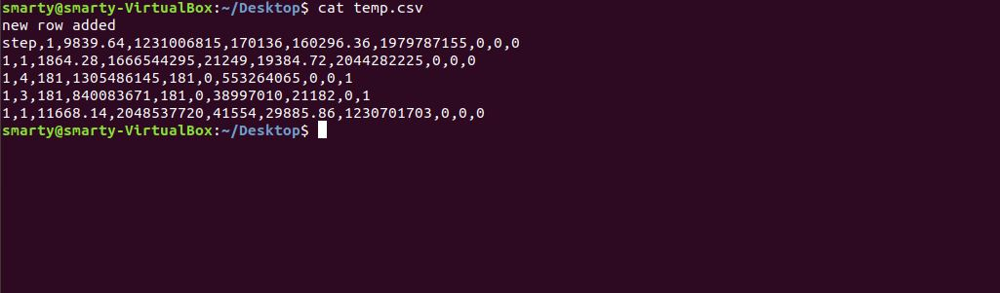 smarty@smarty-VirtualBox:~/Desktop$ cat temp.csv
new row added
step,1,9839.64,1231006815,170136,160296.36,1979787155,0,0,0
1,1,1864.28,1666544295,21249,19384.72,2044282225,0,0,0
1,4,181,1305486145,181,0,553264065,0,0,1
1,3,181,840083671,181,0,38997010,21182,0,1
1,1,11668.14,2048537720,41554,29885.86,1230701703,0,0,0
smarty@smarty-VirtualBox:~/Desktop$